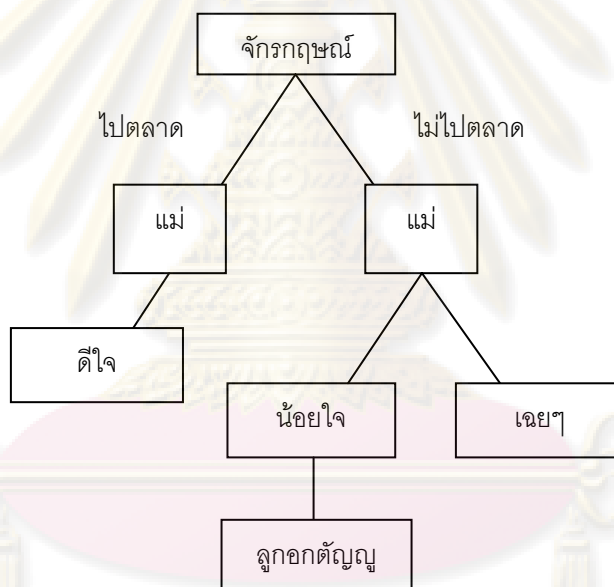 จักรกฤษณ์
ไปตลาด
ไม่ไปตลาด
แม่
แม่
ดีใจ
น้อยใจ
เฉยๆ
ลูกอกตัญญู